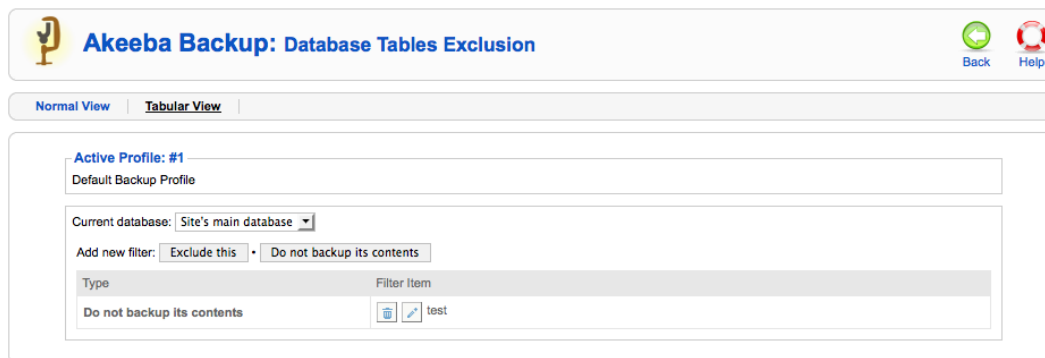 Akeeba Backup: Database Tables Exclusion
Back
Help
Normal View
Tabular View
Active Profile: #1
Default Backup Profile
Current database: Site's main database
Add new filter: Exclude this • Do not backup its contents
Type Filter Item
Do not backup its contents test